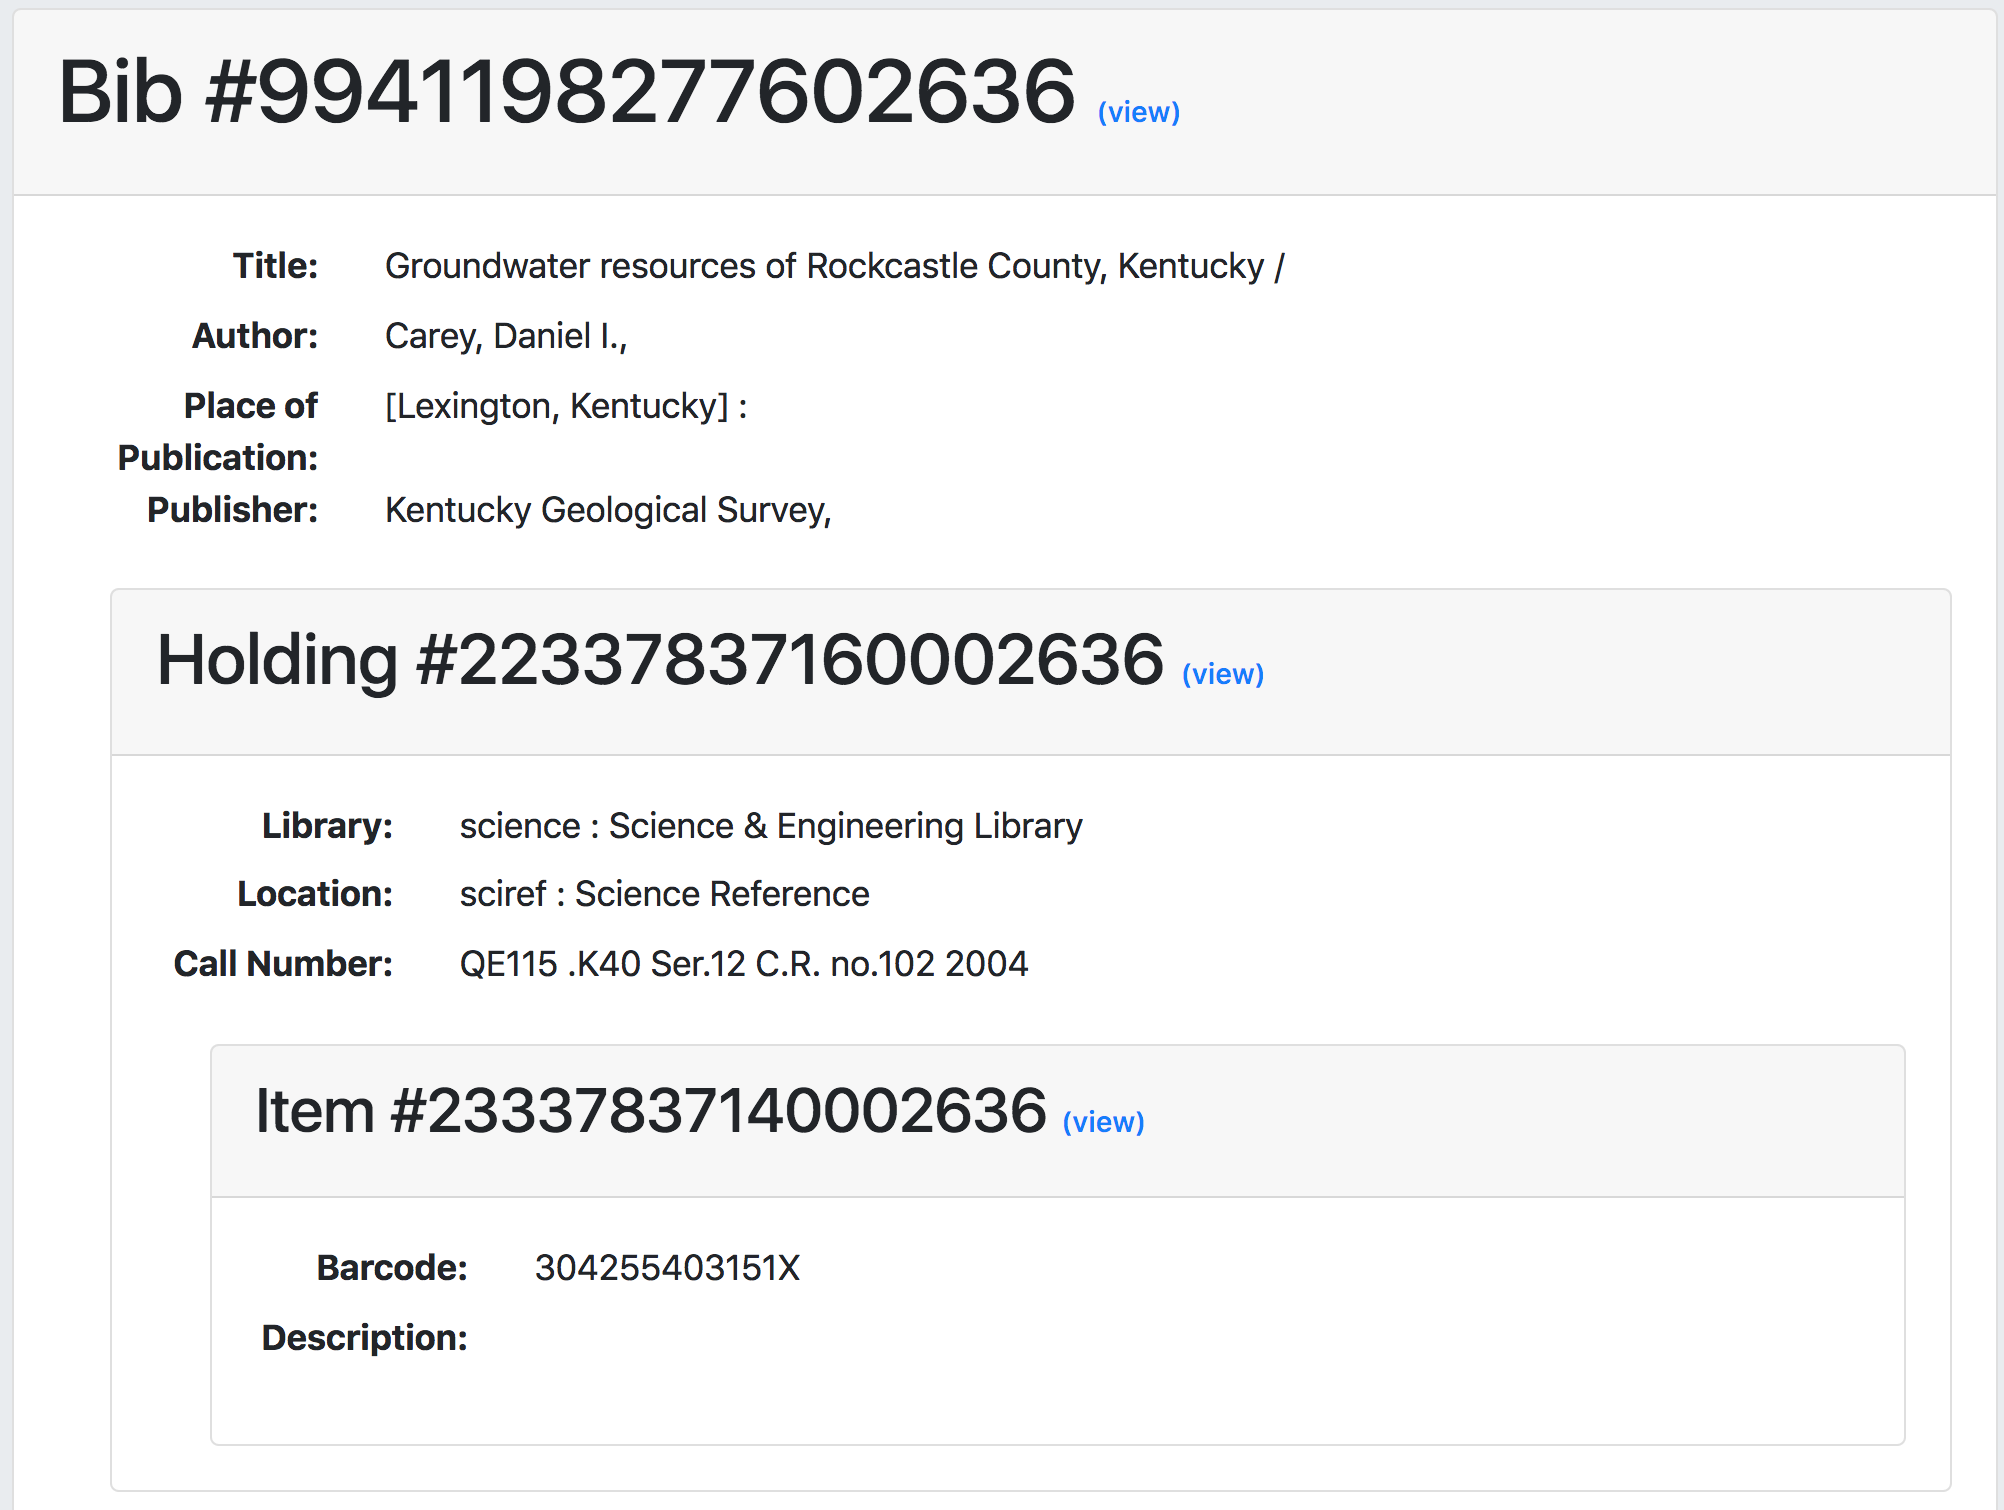 Bib #9941198277602636 (view)
Title: Groundwater resources of Rockcastle County, Kentucky /
Author: Carey, Daniel I.,
Place of [Lexington, Kentucky] :
Publication:
Publisher: Kentucky Geological Survey,
Holding #22337837160002636 (view)
Library: science : Science & Engineering Library
Location: sciref : Science Reference
Call Number: QE115 .K40 Ser.12 C.R. no.102 2004
Item #23337837140002636 (view)
Barcode: 304255403151X
Description: